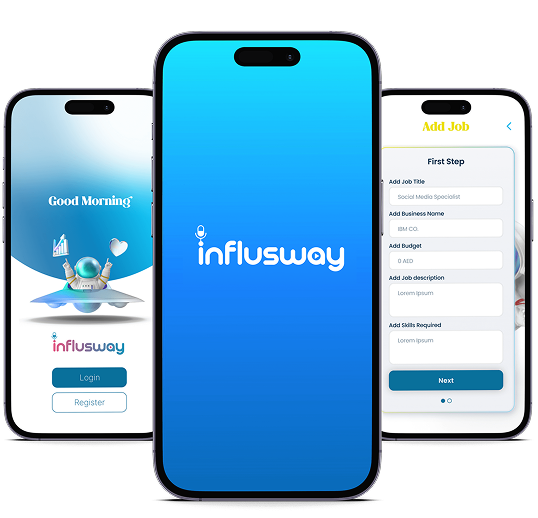 Good Morning
influsway
Login
Register
influsway
Add Job
First Step
Add Job Title
Social Media Specialist
Add Business Name
IBM CO.
Add Budget
0 AED
Add Job description
Lorem Ipsum
Add Skills Required
Lorem Ipsum
Next